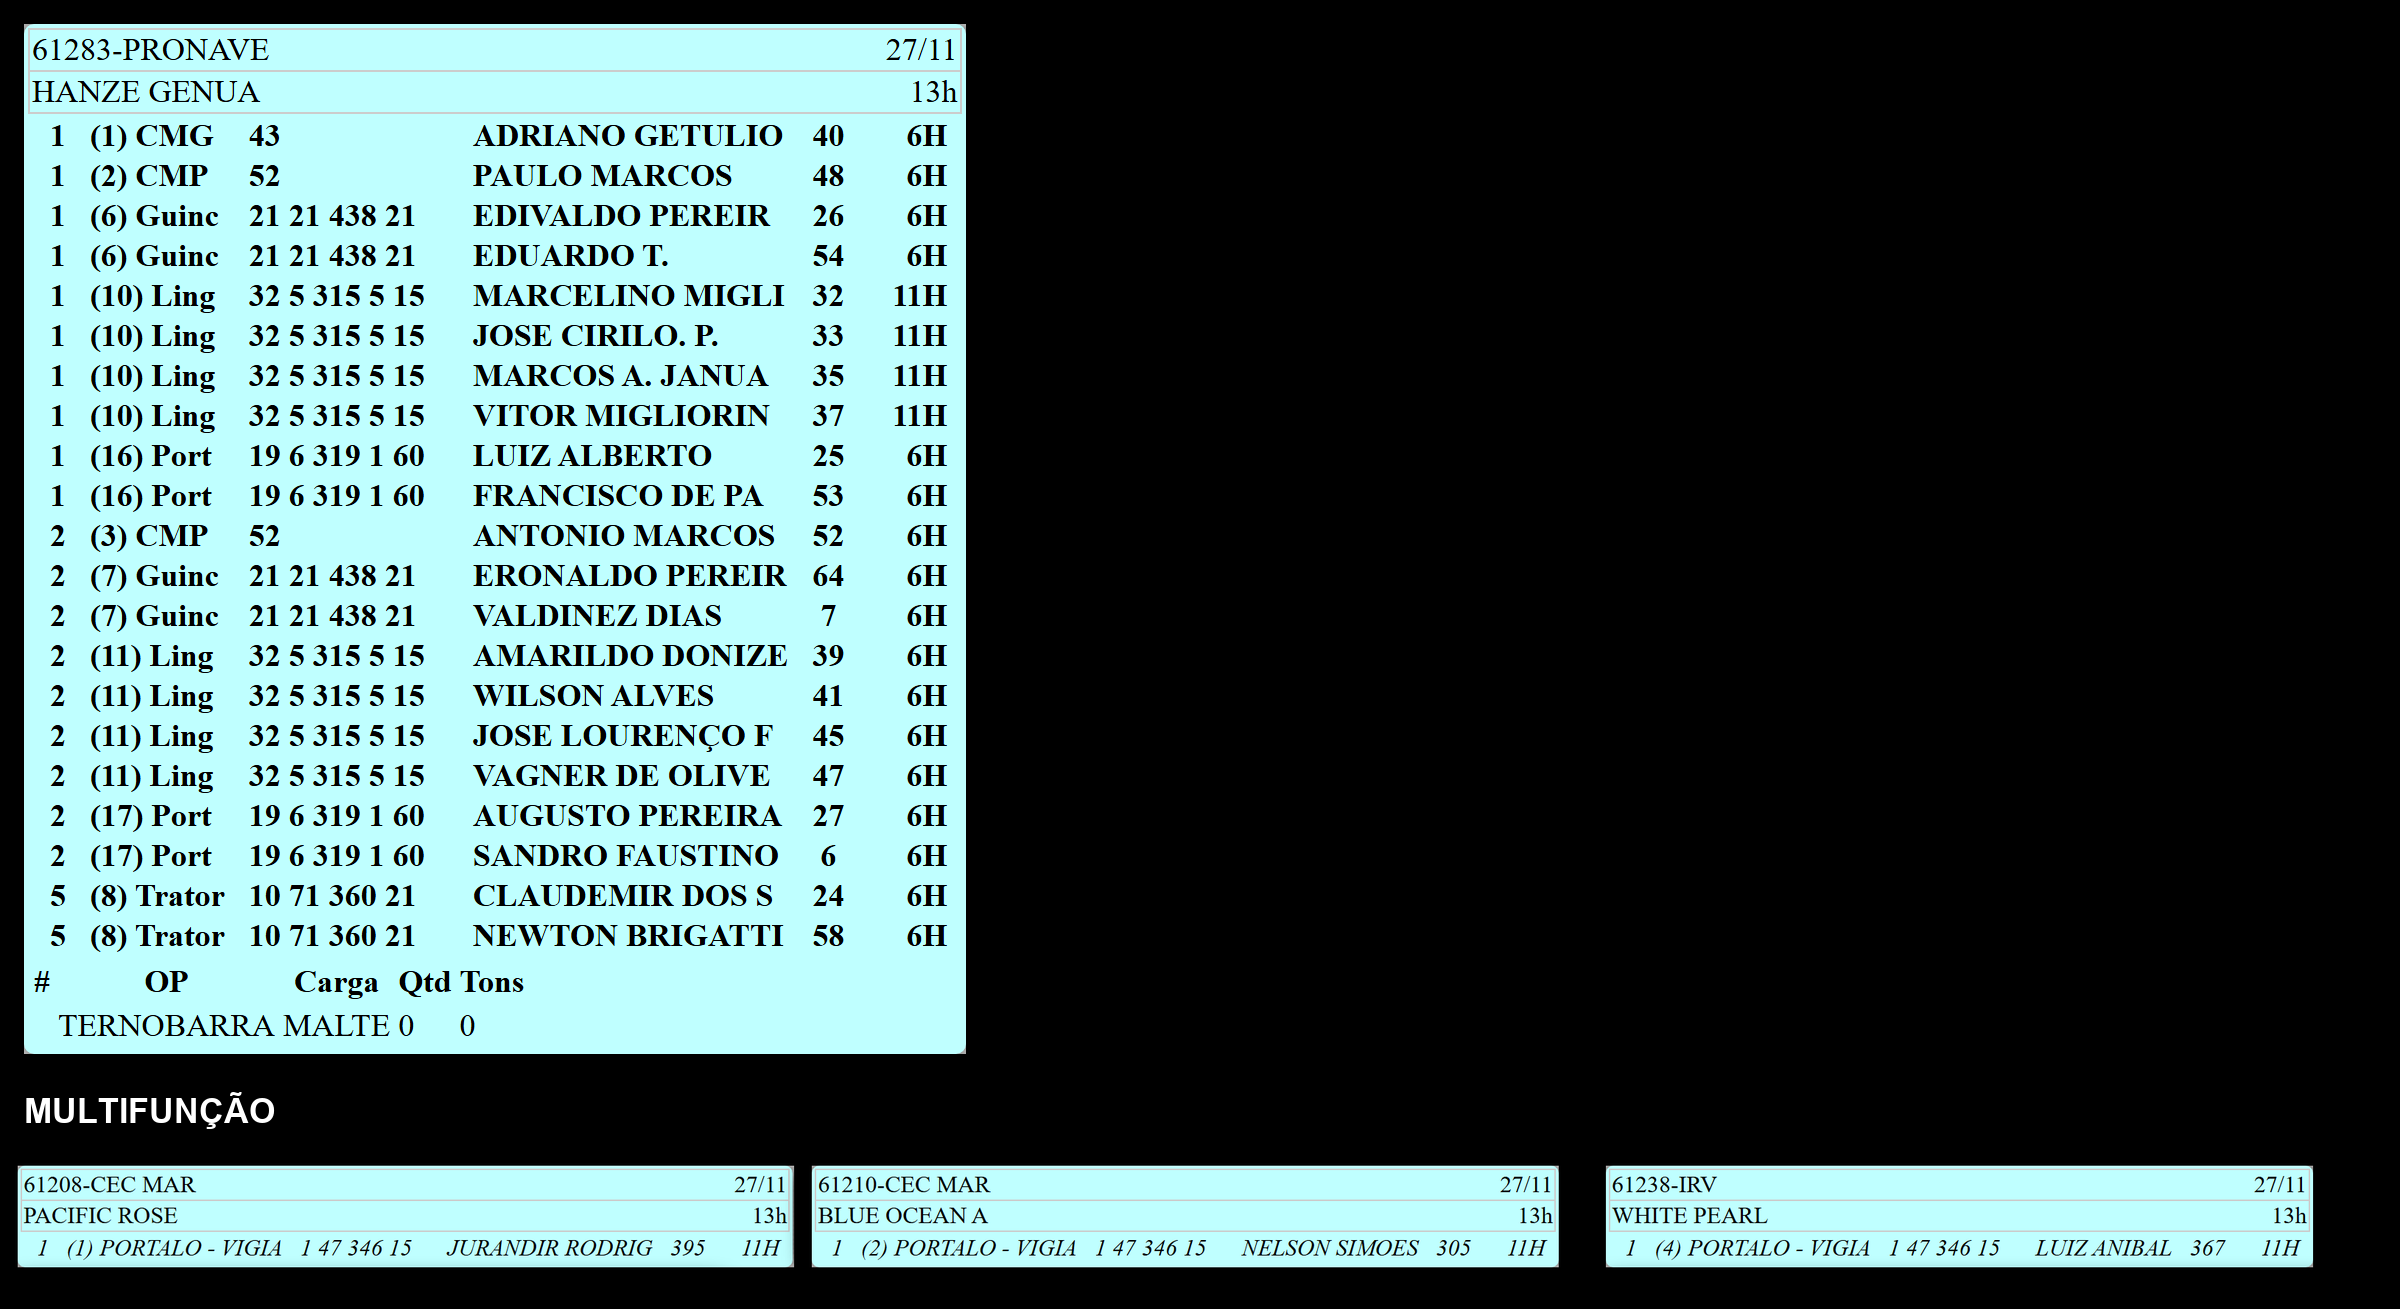 61283-PRONAVE 27/11
HANZE GENUA 13h
1 (1) CMG 43 ADRIANO GETULIO 40 6H
1 (2) CMP 52 PAULO MARCOS 48 6H
1 (6) Guinc 21 21 438 21 EDIVALDO PEREIR 26 6H
1 (6) Guinc 21 21 438 21 EDUARDO T. 54 6H
1 (10) Ling 32 5 315 5 15 MARCELINO MIGLI 32 11H
1 (10) Ling 32 5 315 5 15 JOSE CIRILO. P. 33 11H
1 (10) Ling 32 5 315 5 15 MARCOS A. JANUA 35 11H
1 (10) Ling 32 5 315 5 15 VITOR MIGLIORIN 37 11H
1 (16) Port 19 6 319 1 60 LUIZ ALBERTO 25 6H
1 (16) Port 19 6 319 1 60 FRANCISCO DE PA 53 6H
2 (3) CMP 52 ANTONIO MARCOS 52 6H
2 (7) Guinc 21 21 438 21 ERONALDO PEREIR 64 6H
2 (7) Guinc 21 21 438 21 VALDINEZ DIAS 7 6H
2 (11) Ling 32 5 315 5 15 AMARILDO DONIZE 39 6H
2 (11) Ling 32 5 315 5 15 WILSON ALVES 41 6H
2 (11) Ling 32 5 315 5 15 JOSE LOURENÇO F 45 6H
2 (11) Ling 32 5 315 5 15 VAGNER DE OLIVE 47 6H
2 (17) Port 19 6 319 1 60 AUGUSTO PEREIRA 27 6H
2 (17) Port 19 6 319 1 60 SANDRO FAUSTINO 6 6H
5 (8) Trator 10 71 360 21 CLAUDEMIR DOS S 24 6H
5 (8) Trator 10 71 360 21 NEWTON BRIGATTI 58 6H
# OP Carga Qtd Tons
TERNOBARRA MALTE 0 0
MULTIFUNÇÃO
61208-CEC MAR 27/11
PACIFIC ROSE 13h
1 (1) PORTALO - VIGIA 1 47 346 15 JURANDIR RODRIG 395 11H
61210-CEC MAR 27/11
BLUE OCEAN A 13h
1 (2) PORTALO - VIGIA 1 47 346 15 NELSON SIMOES 305 11H
61238-IRV 27/11
WHITE PEARL 13h
1 (4) PORTALO - VIGIA 1 47 346 15 LUIZ ANIBAL 367 11H